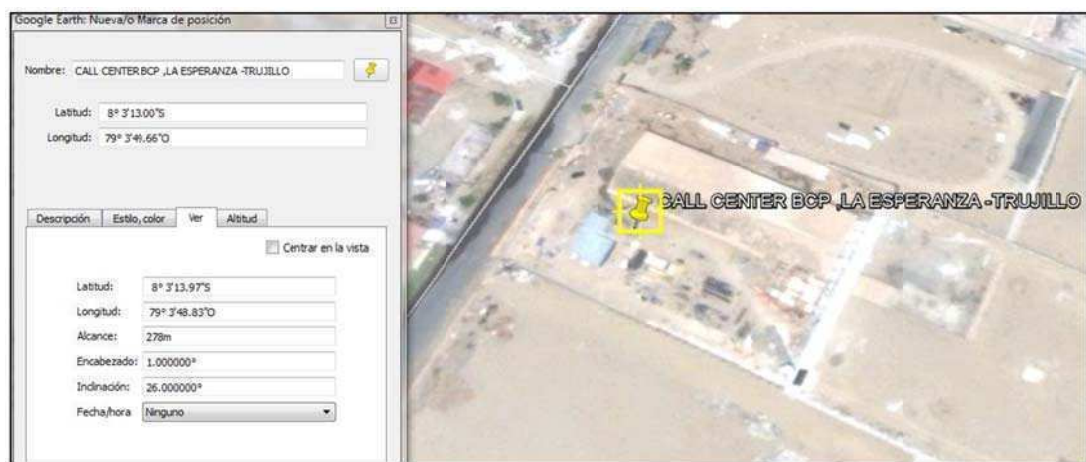 Google Earth: Nueva/o Marca de posición
Nombre: CALL CENTER BCP ,LA ESPERANZA -TRUJILLO
Latitud: 8° 3'13.00"S
Longitud: 79° 3'49.66"O
Descripción Estilo, color Ver Altitud
Centrar en la vista
Latitud: 8° 3'13.97"S
Longitud: 79° 3'48.83"O
Alcance: 278m
Encabezado: 1.000000°
Inclinación: 26.000000°
Fecha/hora Ninguno
CALL CENTER BCP ,LA ESPERANZA -TRUJILLO